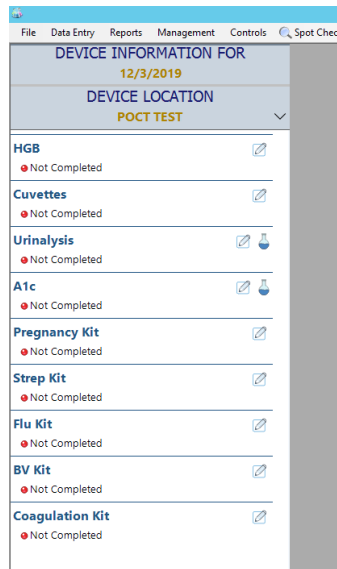 File Data Entry Reports Management Controls Spot Chec
DEVICE INFORMATION FOR
12/3/2019
DEVICE LOCATION
POCT TEST
HGB
Not Completed
Cuvettes
Not Completed
Urinalysis
Not Completed
A1c
Not Completed
Pregnancy Kit
Not Completed
Strep Kit
Not Completed
Flu Kit
Not Completed
BV Kit
Not Completed
Coagulation Kit
Not Completed